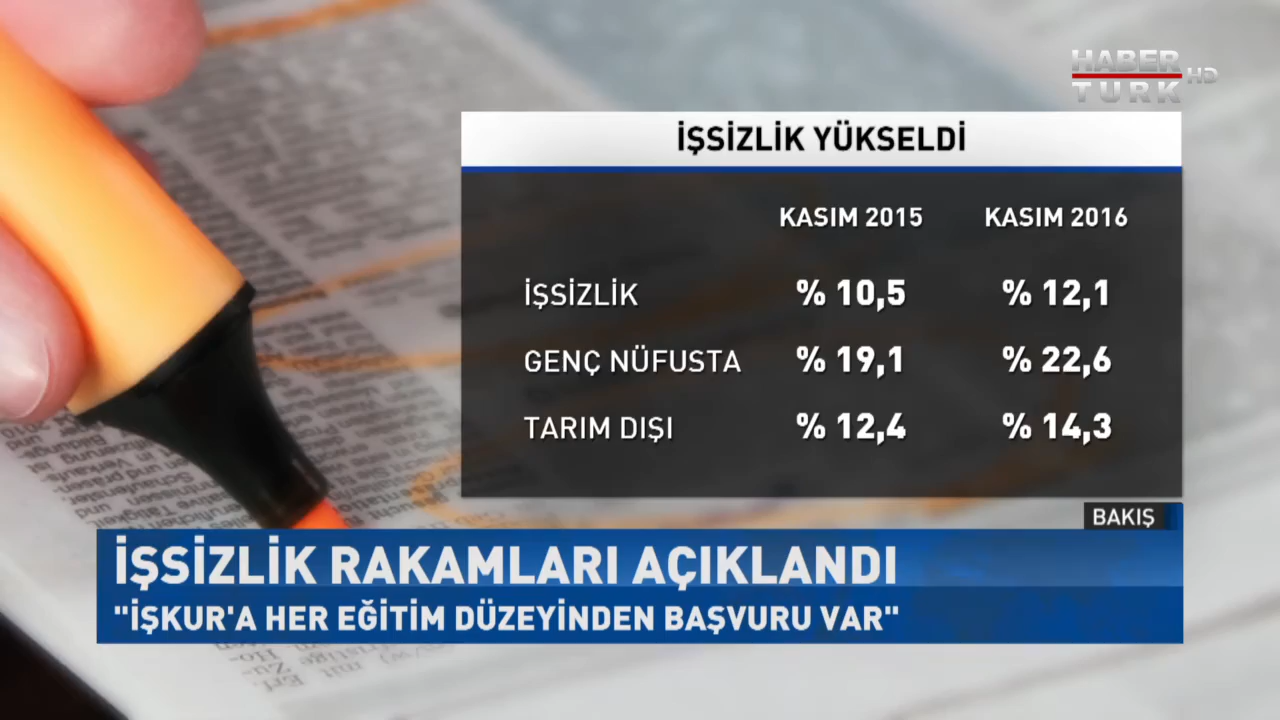 HABER
TURK HD
İŞSİZLİK YÜKSELDİ
KASIM 2015 KASIM 2016
İŞSİZLİK % 10,5 % 12,1
GENÇ NÜFUSTA % 19,1 % 22,6
TARIM DIŞI % 12,4 % 14,3
BAKIŞ
İŞSİZLİK RAKAMLARI AÇIKLANDI
"İŞKUR'A HER EĞİTİM DÜZEYİNDEN BAŞVURU VAR"